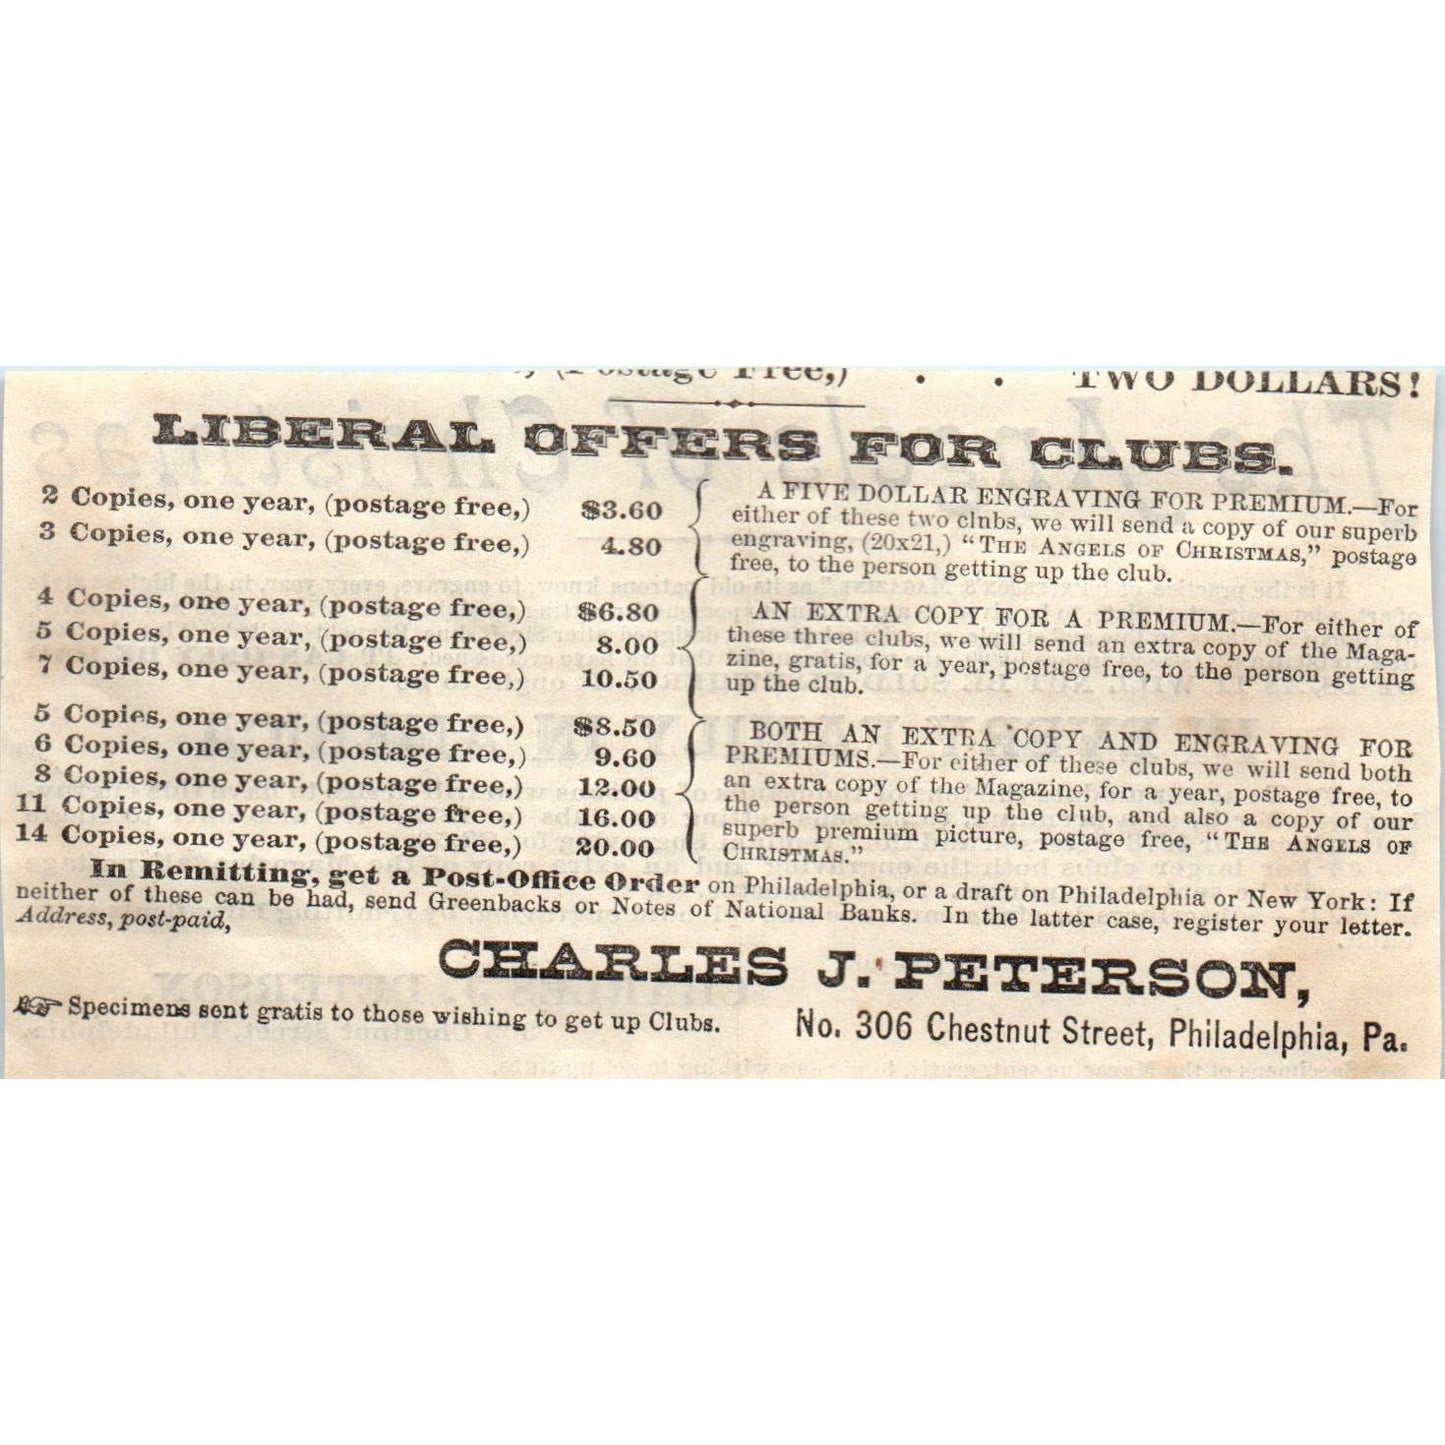 (Postage Free,) . . TWO DOLLARS!
LIBERAL OFFERS FOR CLUBS.
2 Copies, one year, (postage free,) $3.60
3 Copies, one year, (postage free,) 4.80
A FIVE DOLLAR ENGRAVING FOR PREMIUM.—For
either of these two clubs, we will send a copy of our superb
engraving, (20x21,) “THE ANGELS OF CHRISTMAS,” postage
free, to the person getting up the club.
4 Copies, one year, (postage free,) $6.80
5 Copies, one year, (postage free,) 8.00
7 Copies, one year, (postage free,) 10.50
AN EXTRA COPY FOR A PREMIUM.—For either of
these three clubs, we will send an extra copy of the Maga-
zine, gratis, for a year, postage free, to the person getting
up the club.
5 Copies, one year, (postage free,) $8.50
6 Copies, one year, (postage free,) 9.60
8 Copies, one year, (postage free,) 12.00
11 Copies, one year, (postage free,) 16.00
14 Copies, one year, (postage free,) 20.00
BOTH AN EXTRA COPY AND ENGRAVING FOR
PREMIUMS.—For either of these clubs, we will send both
an extra copy of the Magazine, for a year, postage free, to
the person getting up the club, and also a copy of our
superb premium picture, postage free, “THE ANGELS OF
CHRISTMAS.”
In Remitting, get a Post-Office Order on Philadelphia, or a draft on Philadelphia or New York: If
neither of these can be had, send Greenbacks or Notes of National Banks. In the latter case, register your letter.
Address, post-paid,
CHARLES J. PETERSON,
☞ Specimens sent gratis to those wishing to get up Clubs.
No. 306 Chestnut Street, Philadelphia, Pa.